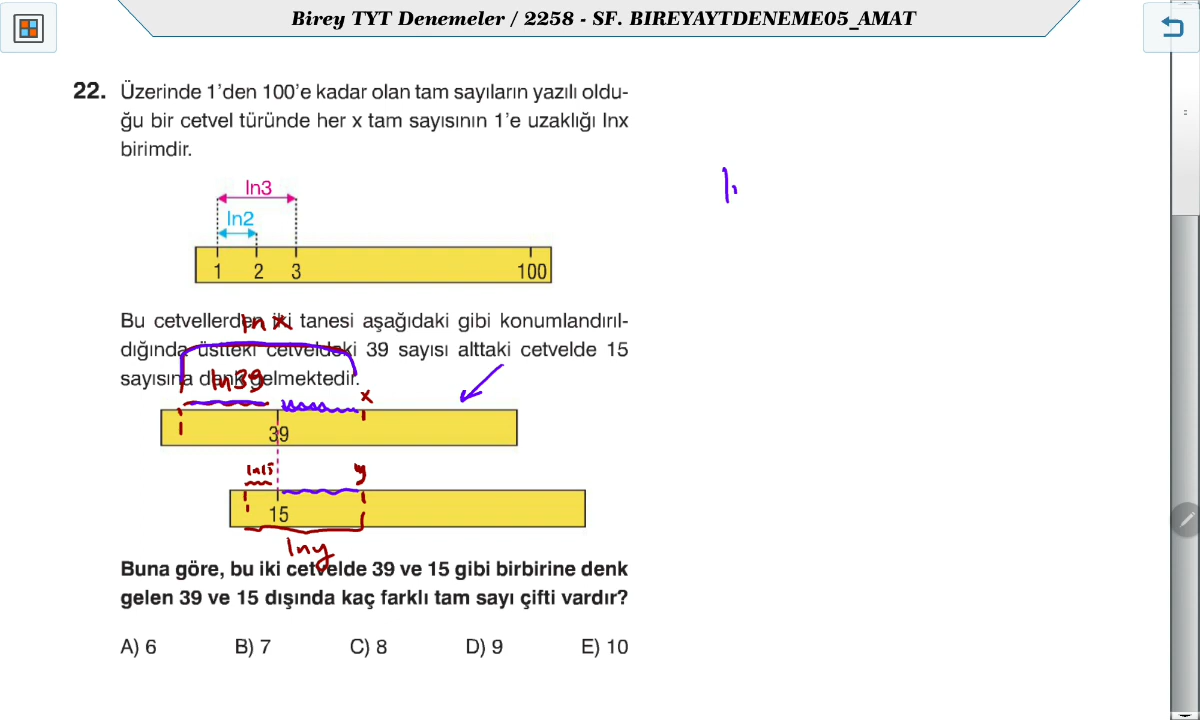 Birey TYT Denemeler / 2258 - SF. BIREYAYTDENEME05_AMAT
22. Üzerinde 1'den 100'e kadar olan tam sayıların yazılı oldu-
ğu bir cetvel türünde her x tam sayısının 1'e uzaklığı lnx
birimdir.
ln3
ln2
1 2 3 100
Bu cetvellerden iki tanesi aşağıdaki gibi konumlandırıl-
dığında üstteki cetveldeki 39 sayısı alttaki cetvelde 15
sayısına denk gelmektedir.
ln x
ln39
x
39
ln15
y
15
lny
Buna göre, bu iki cetvelde 39 ve 15 gibi birbirine denk
gelen 39 ve 15 dışında kaç farklı tam sayı çifti vardır?
A) 6 B) 7 C) 8 D) 9 E) 10